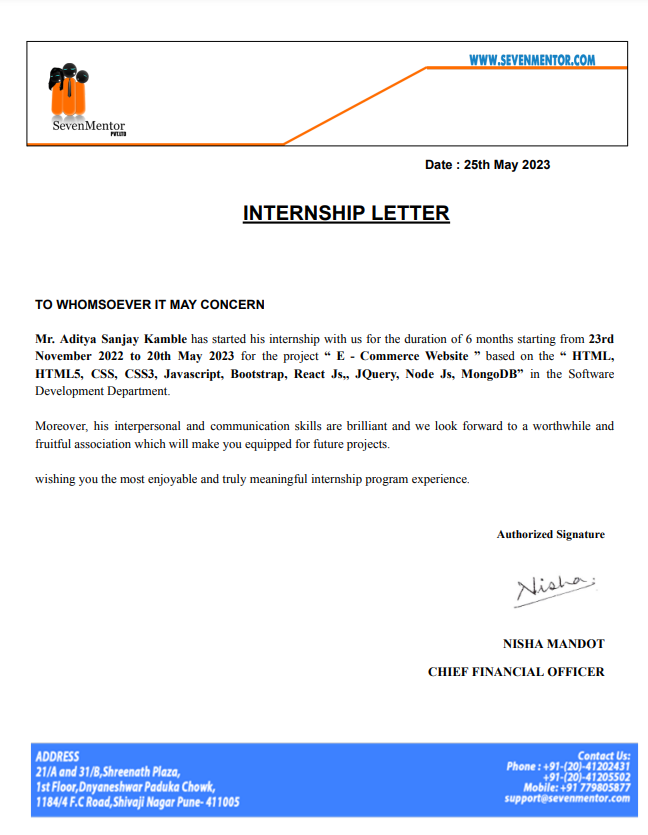 WWW.SEVENMENTOR.COM
SevenMentor
PVT.LTD
Date : 25th May 2023
INTERNSHIP LETTER
TO WHOMSOEVER IT MAY CONCERN
Mr. Aditya Sanjay Kamble has started his internship with us for the duration of 6 months starting from 23rd
November 2022 to 20th May 2023 for the project “ E - Commerce Website ” based on the “ HTML,
HTML5, CSS, CSS3, Javascript, Bootstrap, React Js,, JQuery, Node Js, MongoDB” in the Software
Development Department.
Moreover, his interpersonal and communication skills are brilliant and we look forward to a worthwhile and
fruitful association which will make you equipped for future projects.
wishing you the most enjoyable and truly meaningful internship program experience.
Authorized Signature
Nisha
NISHA MANDOT
CHIEF FINANCIAL OFFICER
ADDRESS
21/A and 31/B,Shreenath Plaza,
1st Floor,Dnyaneshwar Paduka Chowk,
1184/4 F.C Road,Shivaji Nagar Pune- 411005
Contact Us:
Phone : +91-(20)-41202431
+91-(20)-41205502
Mobile: +91 779805877
support@sevenmentor.com